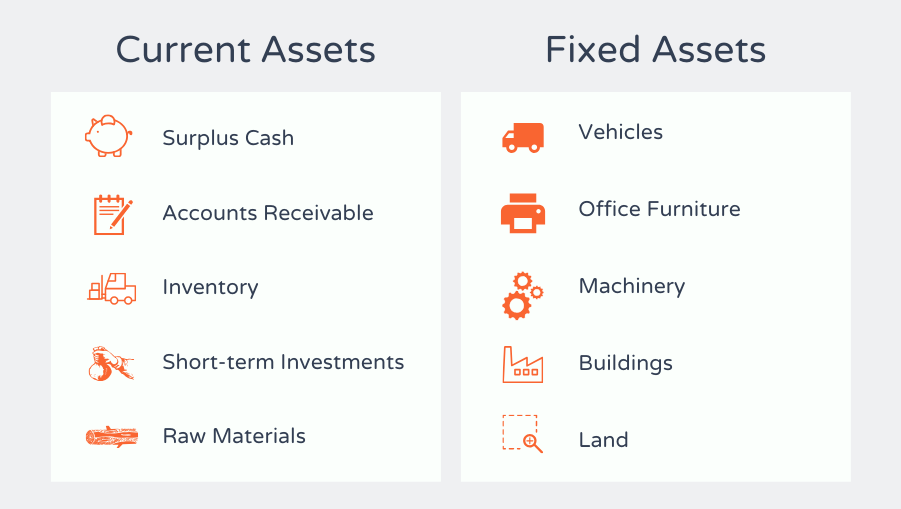 Current Assets
Surplus Cash
Accounts Receivable
Inventory
Short-term Investments
Raw Materials
Fixed Assets
Vehicles
Office Furniture
Machinery
Buildings
Land